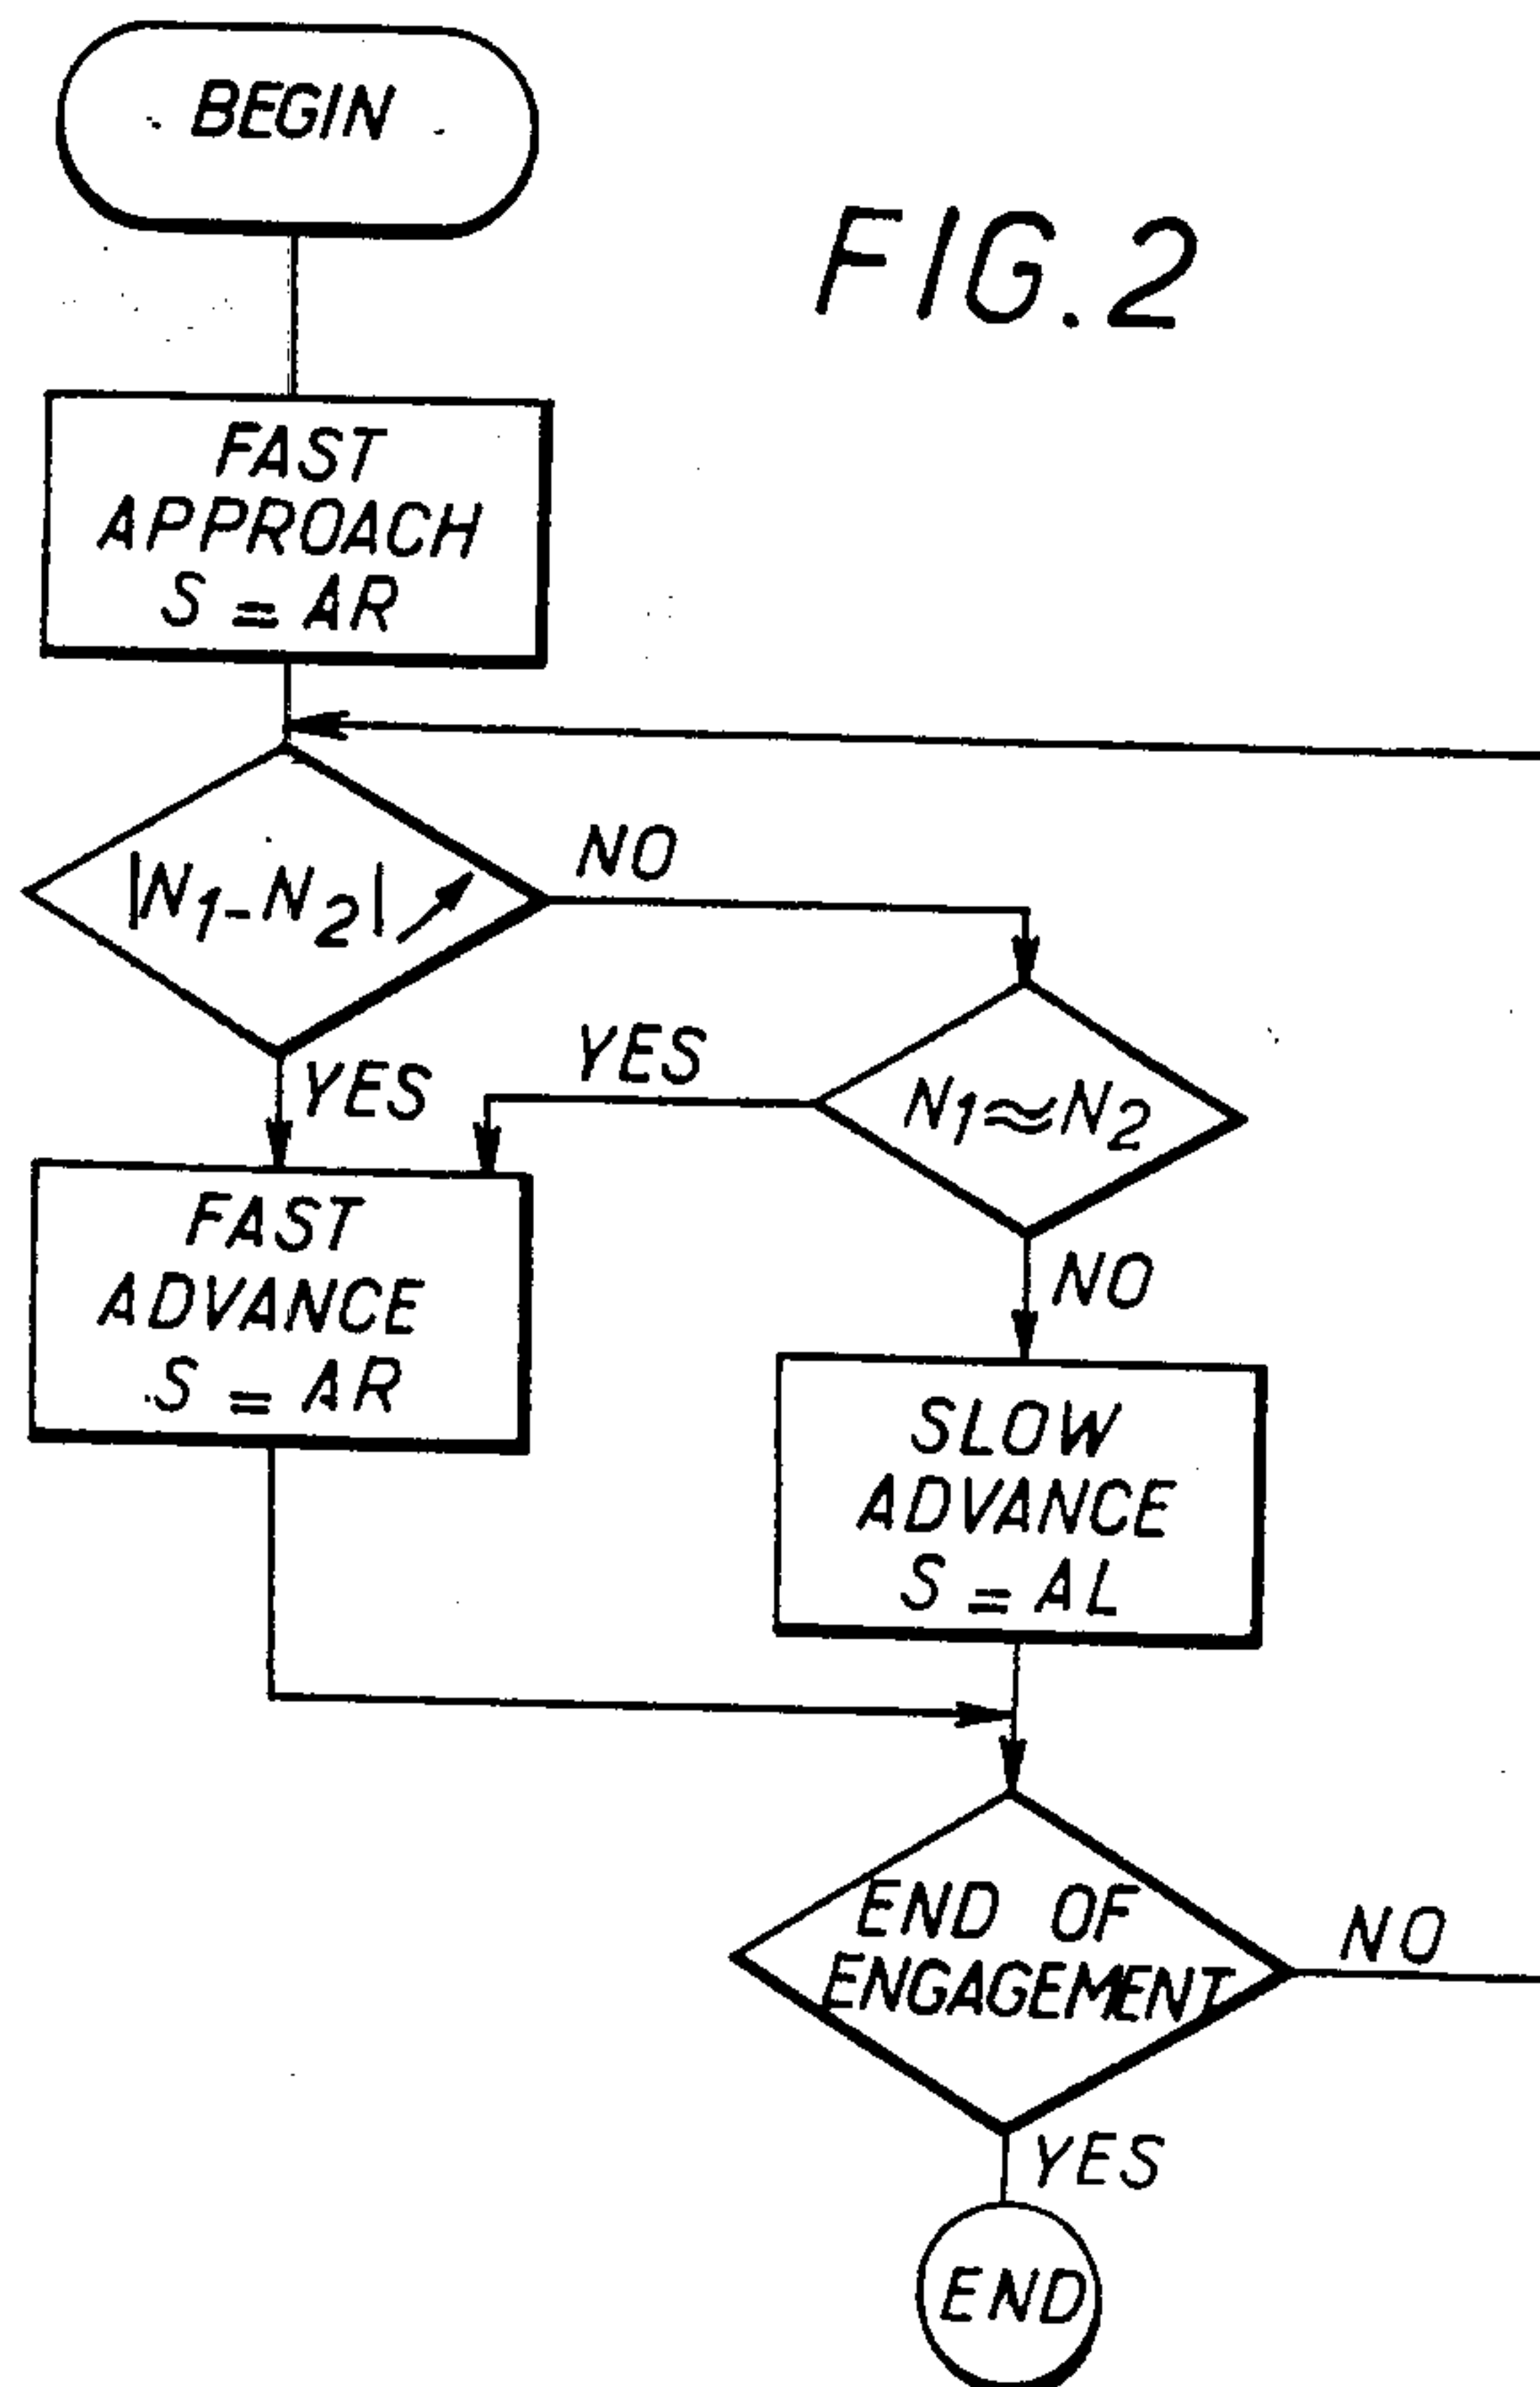 BEGIN
FIG.2
FAST
APPROACH
S = AR
|N1-N2|↗
NO
YES
YES
N1≈N2
FAST
ADVANCE
S = AR
NO
SLOW
ADVANCE
S = AL
END OF
ENGAGEMENT
NO
YES
END